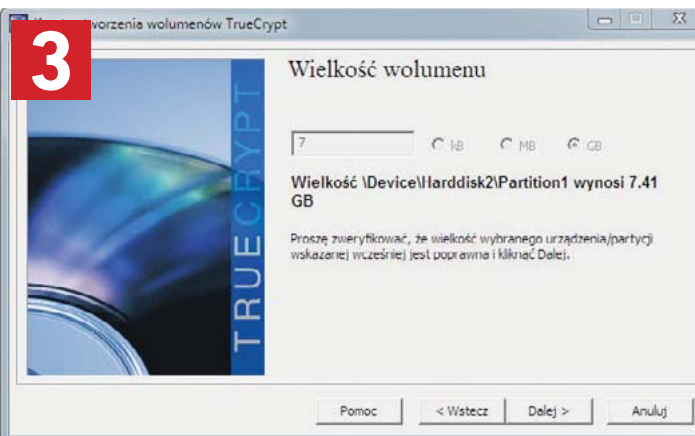 3
tworzenia wolumenów TrueCrypt
TRUECRYPT
Wielkość wolumenu
7
kB
MB
GB
Wielkość \Device\Harddisk2\Partition1 wynosi 7.41
GB
Proszę zweryfikować, że wielkość wybranego urządzenia/partycji
wskazanej wcześniej jest poprawna i kliknąć Dalej.
Pomoc
< Wstecz
Dalej >
Anuluj